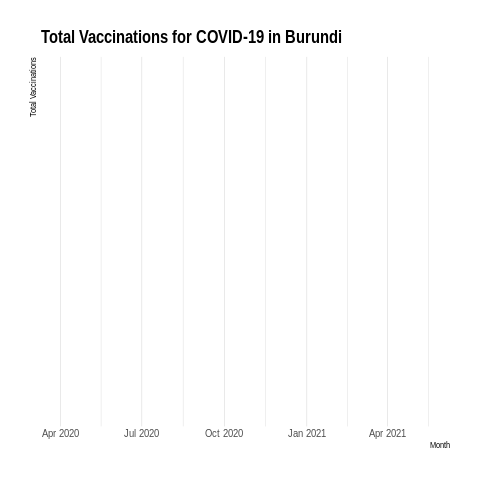 Total Vaccinations for COVID-19 in Burundi
Total Vaccinations
Apr 2020
Jul 2020
Oct 2020
Jan 2021
Apr 2021
Month